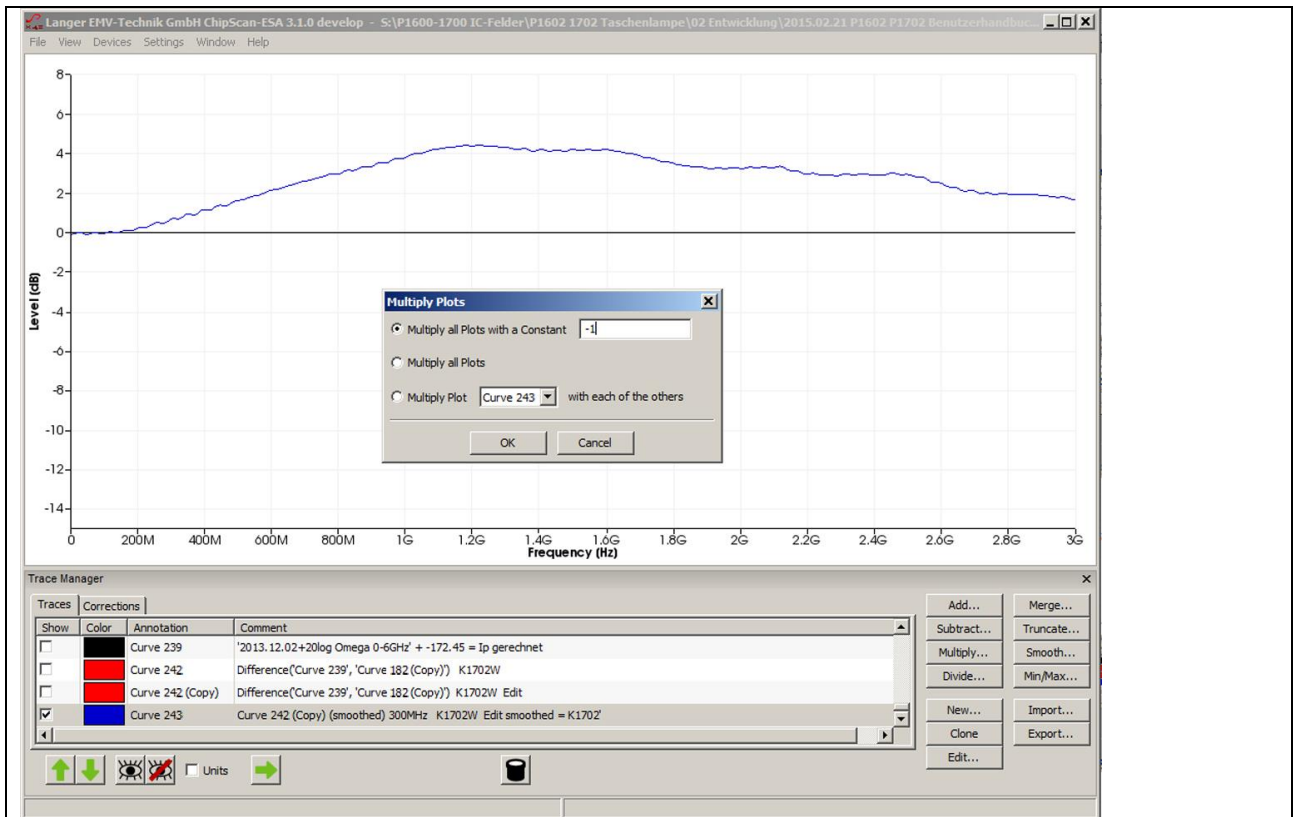 Langer EMV-Technik GmbH ChipScan-ESA 3.1.0 develop - S:\P1600-1700 IC-Felder\P1602 1702 Taschenlampe\02 Entwicklung\2015.02.21 P1602 P1702 Benutzerhandbuc...
File View Devices Settings Window Help
8
6
4
2
0
-2
-4
-6
-8
-10
-12
-14
Level (dB)
Multiply Plots
Multiply all Plots with a Constant -1
Multiply all Plots
Multiply Plot Curve 243 with each of the others
OK Cancel
0 200M 400M 600M 800M 1G 1.2G 1.4G 1.6G 1.8G 2G 2.2G 2.4G 2.6G 2.8G 3G
Frequency (Hz)
Trace Manager
Traces Corrections
Show Color Annotation Comment
Curve 239 '2013.12.02+20log Omega 0-6GHz' + -172.45 = Ip gerechnet
Curve 242 Difference('Curve 239', 'Curve 182 (Copy)') K1702W
Curve 242 (Copy) Difference('Curve 239', 'Curve 182 (Copy)') K1702W Edit
Curve 243 Curve 242 (Copy) (smoothed) 300MHz K1702W Edit smoothed = K1702'
Units
Add... Merge...
Subtract... Truncate...
Multiply... Smooth...
Divide... Min/Max...
New... Import...
Clone Export...
Edit...